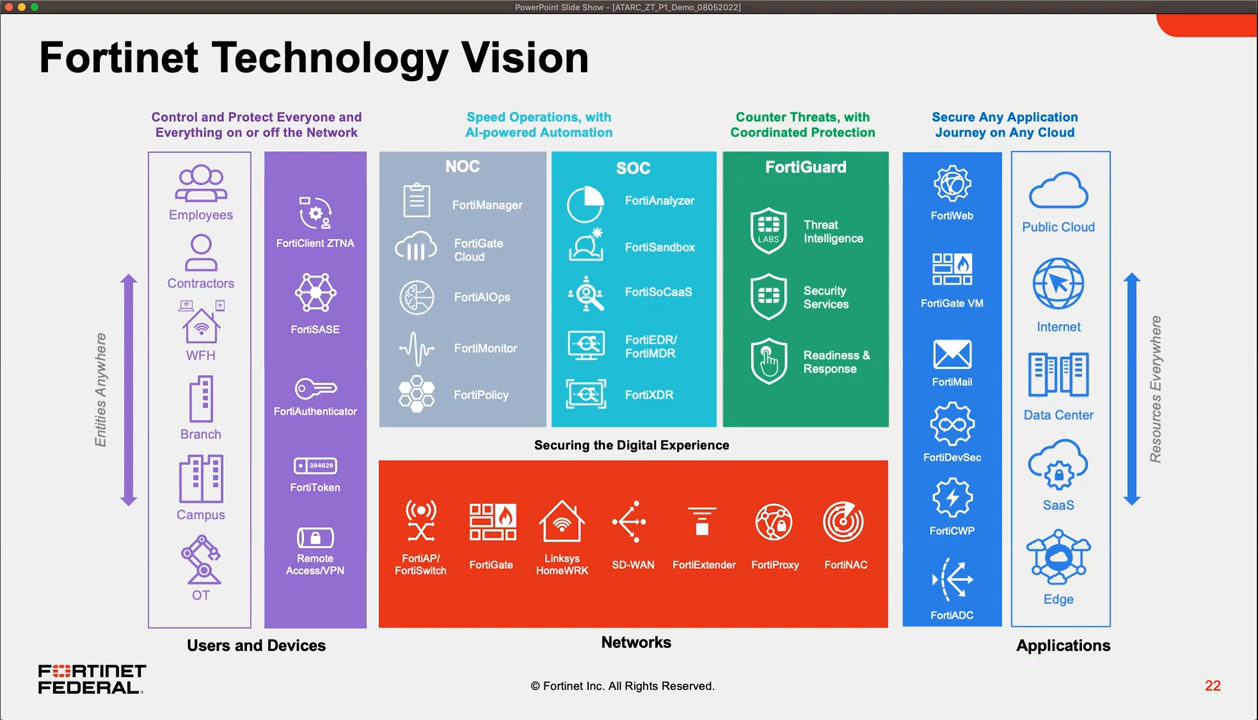 PowerPoint Slide Show - [ATARC_ZT_P1_Demo_08052022]
Fortinet Technology Vision
Control and Protect Everyone and
Everything on or off the Network
Speed Operations, with
AI-powered Automation
Counter Threats, with
Coordinated Protection
Secure Any Application
Journey on Any Cloud
Entities Anywhere
Employees
Contractors
WFH
Branch
Campus
OT
FortiClient ZTNA
FortiSASE
FortiAuthenticator
384629
FortiToken
Remote
Access/VPN
Users and Devices
NOC
FortiManager
FortiGate
Cloud
FortiAIOps
FortiMonitor
FortiPolicy
SOC
FortiAnalyzer
FortiSandbox
FortiSoCaaS
FortiEDR/
FortiMDR
FortiXDR
FortiGuard
LABS
Threat
Intelligence
Security
Services
Readiness &
Response
Securing the Digital Experience
FortiAP/
FortiSwitch
FortiGate
Linksys
HomeWRK
SD-WAN
FortiExtender
FortiProxy
FortiNAC
Networks
FortiWeb
FortiGate VM
FortiMail
FortiDevSec
FortiCWP
FortiADC
Public Cloud
Internet
Data Center
SaaS
Edge
Resources Everywhere
Applications
FORTINET
FEDERAL
© Fortinet Inc. All Rights Reserved.
22